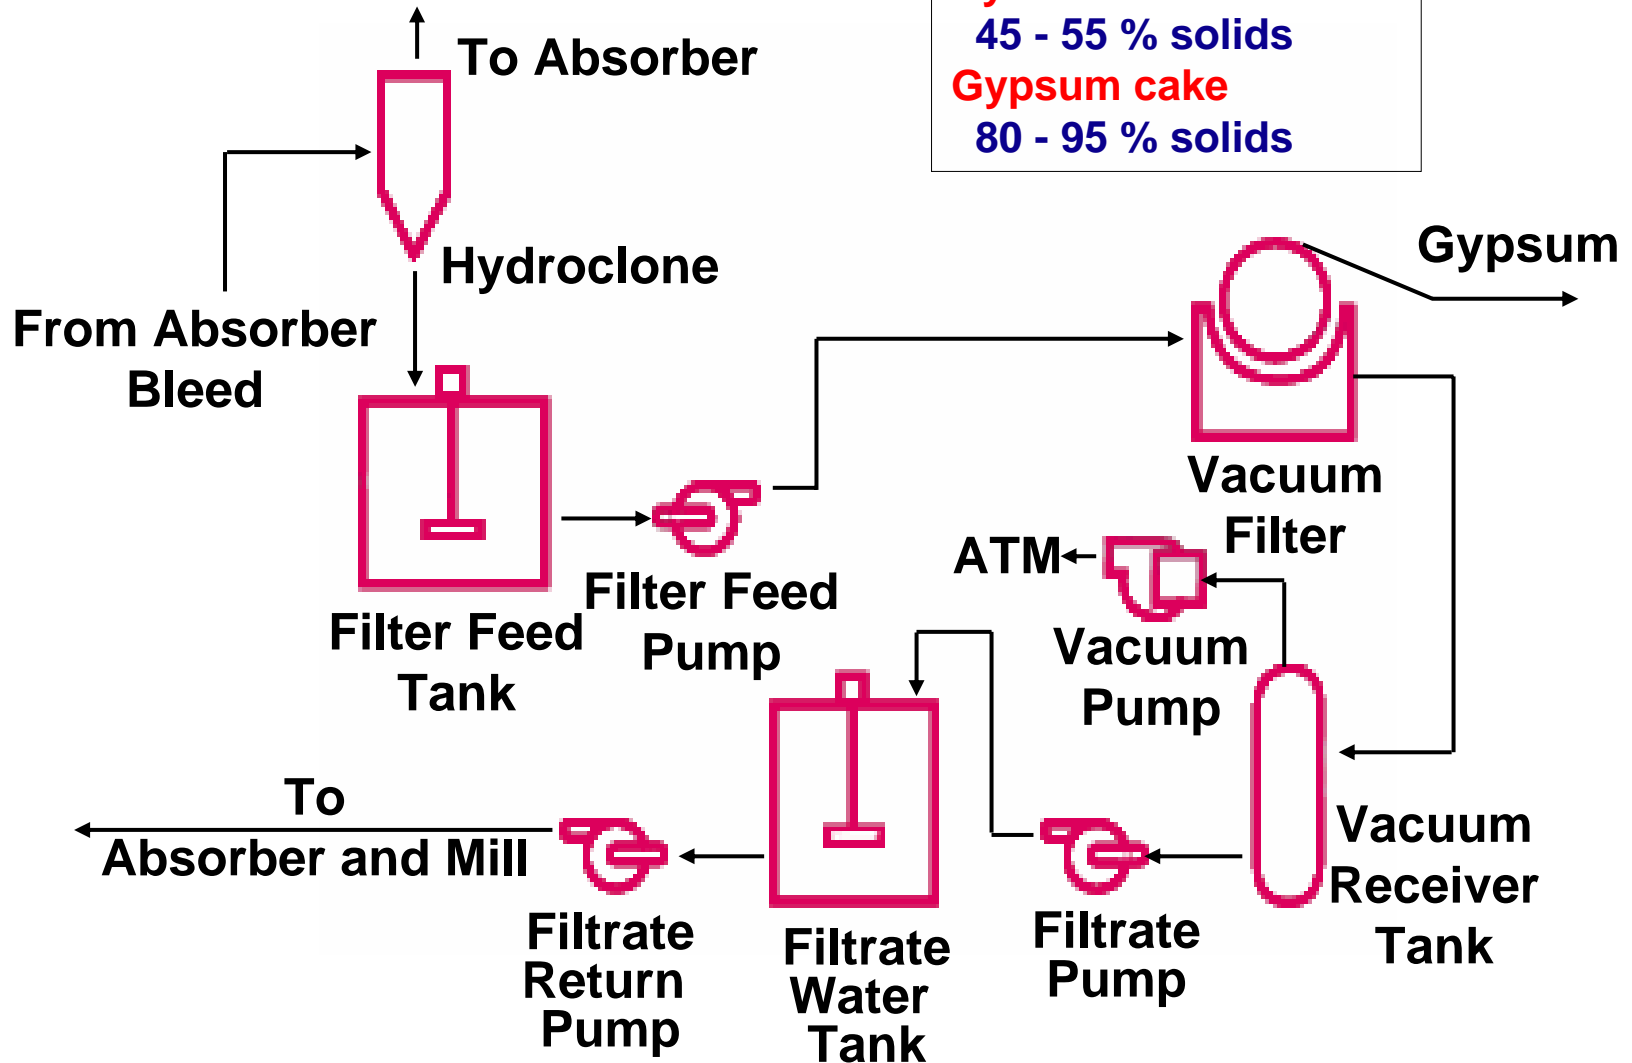 To Absorber
45 - 55 % solids
Gypsum cake
80 - 95 % solids
Gypsum
Hydroclone
From Absorber
Bleed
Vacuum
Filter
ATM
Filter Feed
Pump
Filter Feed
Tank
Vacuum
Pump
To
Absorber and Mill
Vacuum
Receiver
Tank
Filtrate
Return
Pump
Filtrate
Water
Tank
Filtrate
Pump